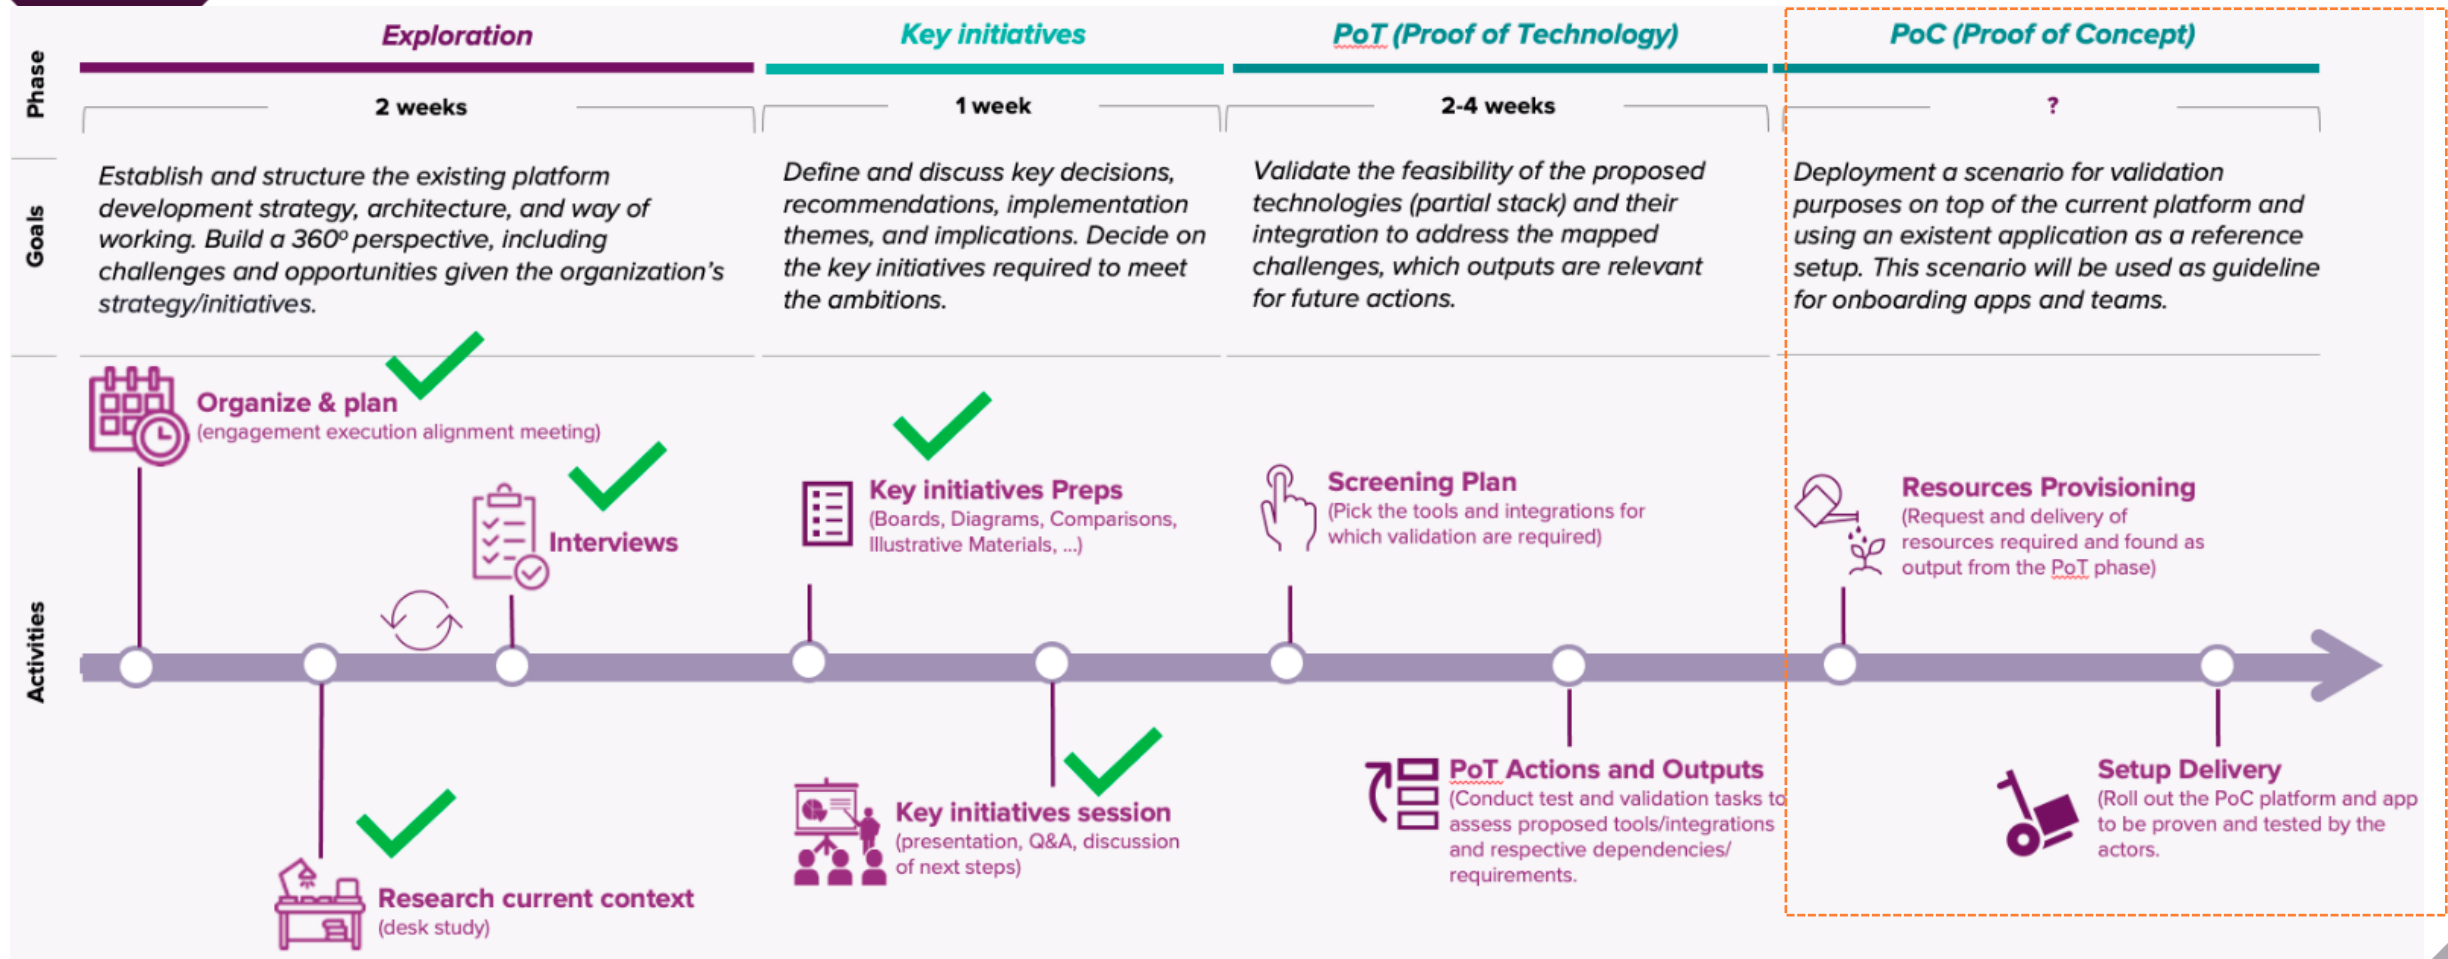 Phase
Exploration
Key initiatives
PoT (Proof of Technology)
PoC (Proof of Concept)
2 weeks
1 week
2-4 weeks
?
Goals
Establish and structure the existing platform
development strategy, architecture, and way of
working. Build a 360º perspective, including
challenges and opportunities given the organization's
strategy/initiatives.
Define and discuss key decisions,
recommendations, implementation
themes, and implications. Decide on
the key initiatives required to meet
the ambitions.
Validate the feasibility of the proposed
technologies (partial stack) and their
integration to address the mapped
challenges, which outputs are relevant
for future actions.
Deployment a scenario for validation
purposes on top of the current platform and
using an existent application as a reference
setup. This scenario will be used as guideline
for onboarding apps and teams.
Activities
Organize & plan
(engagement execution alignment meeting)
Interviews
Research current context
(desk study)
Key initiatives Preps
(Boards, Diagrams, Comparisons,
Illustrative Materials, ...)
Key initiatives session
(presentation, Q&A, discussion
of next steps)
Screening Plan
(Pick the tools and integrations for
which validation are required)
PoT Actions and Outputs
(Conduct test and validation tasks to
assess proposed tools/integrations
and respective dependencies/
requirements.
Resources Provisioning
(Request and delivery of
resources required and found as
output from the PoT phase)
Setup Delivery
(Roll out the PoC platform and app
to be proven and tested by the
actors.